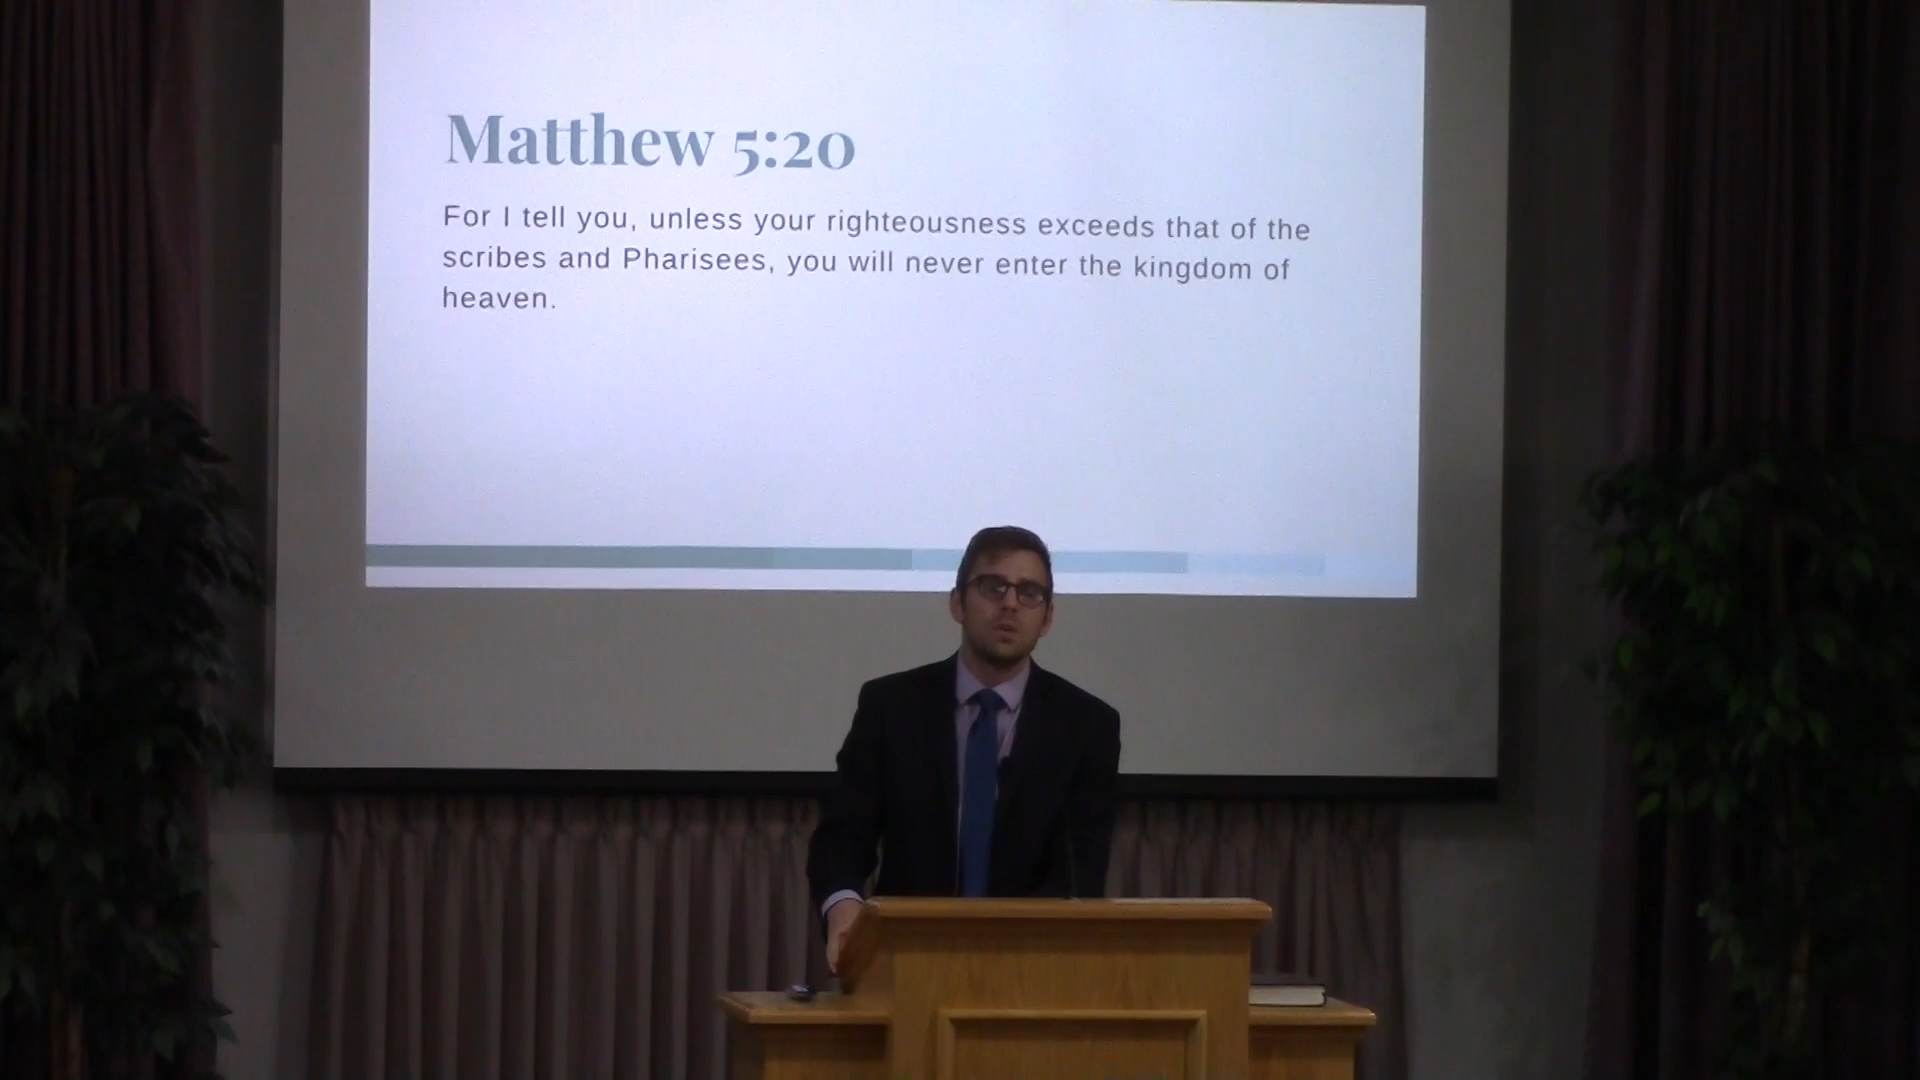 Matthew 5:20
For I tell you, unless your righteousness exceeds that of the
scribes and Pharisees, you will never enter the kingdom of
heaven.